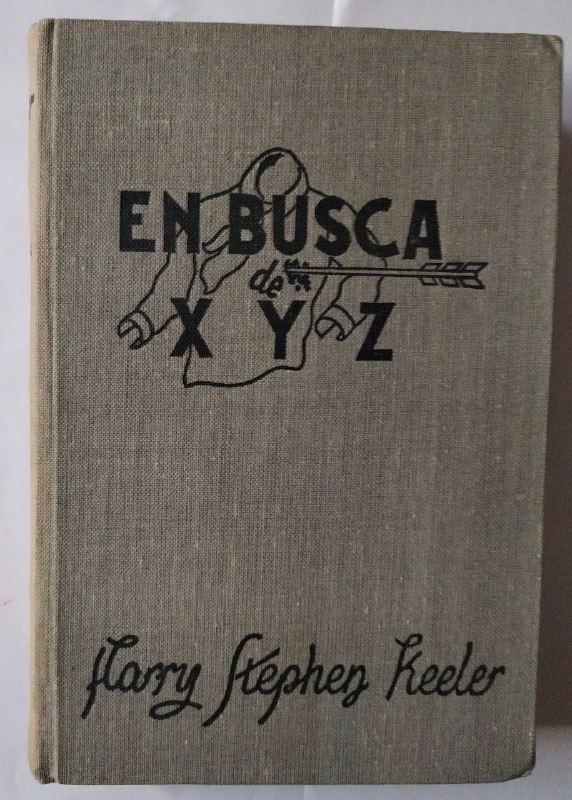 EN BUSCA
de
X Y Z
Harry Stephen Keeler